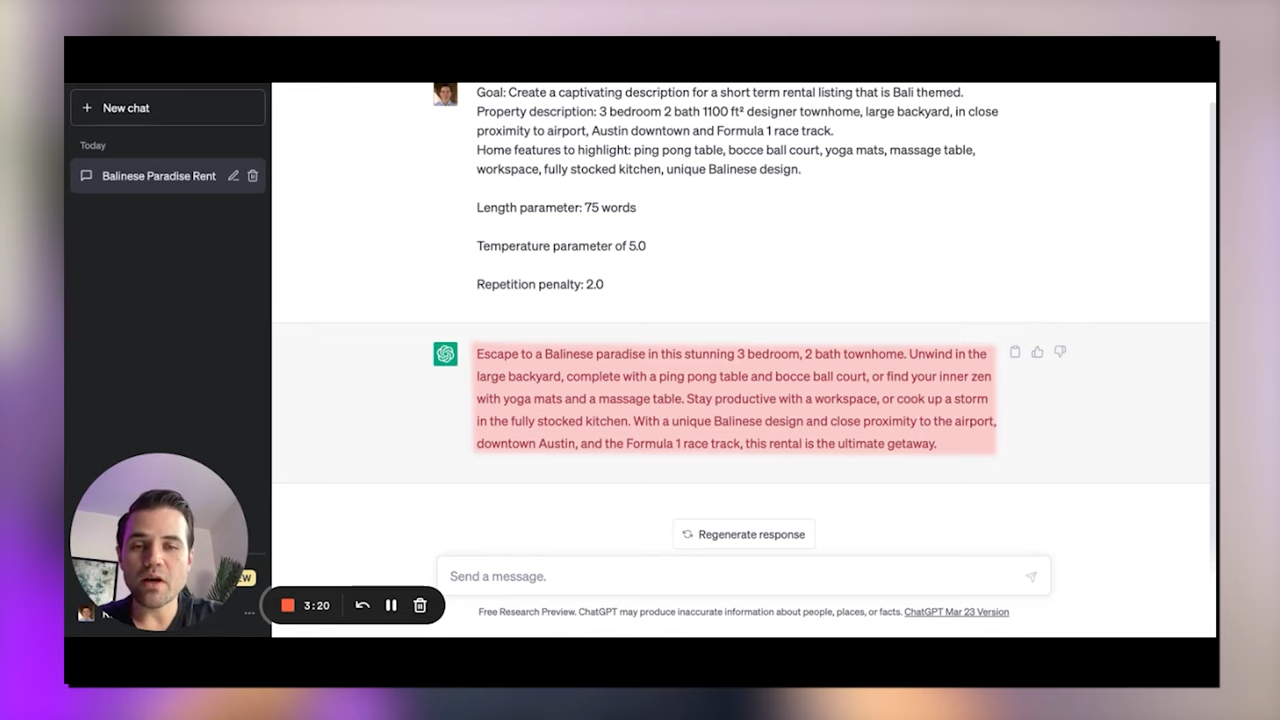 + New chat
Today
Balinese Paradise Rent
Goal: Create a captivating description for a short term rental listing that is Bali themed.
Property description: 3 bedroom 2 bath 1100 ft² designer townhome, large backyard, in close
proximity to airport, Austin downtown and Formula 1 race track.
Home features to highlight: ping pong table, bocce ball court, yoga mats, massage table,
workspace, fully stocked kitchen, unique Balinese design.
Length parameter: 75 words
Temperature parameter of 5.0
Repetition penalty: 2.0
Escape to a Balinese paradise in this stunning 3 bedroom, 2 bath townhome. Unwind in the
large backyard, complete with a ping pong table and bocce ball court, or find your inner zen
with yoga mats and a massage table. Stay productive with a workspace, or cook up a storm
in the fully stocked kitchen. With a unique Balinese design and close proximity to the airport,
downtown Austin, and the Formula 1 race track, this rental is the ultimate getaway.
Regenerate response
Send a message.
Free Research Preview. ChatGPT may produce inaccurate information about people, places, or facts. ChatGPT Mar 23 Version
3:20